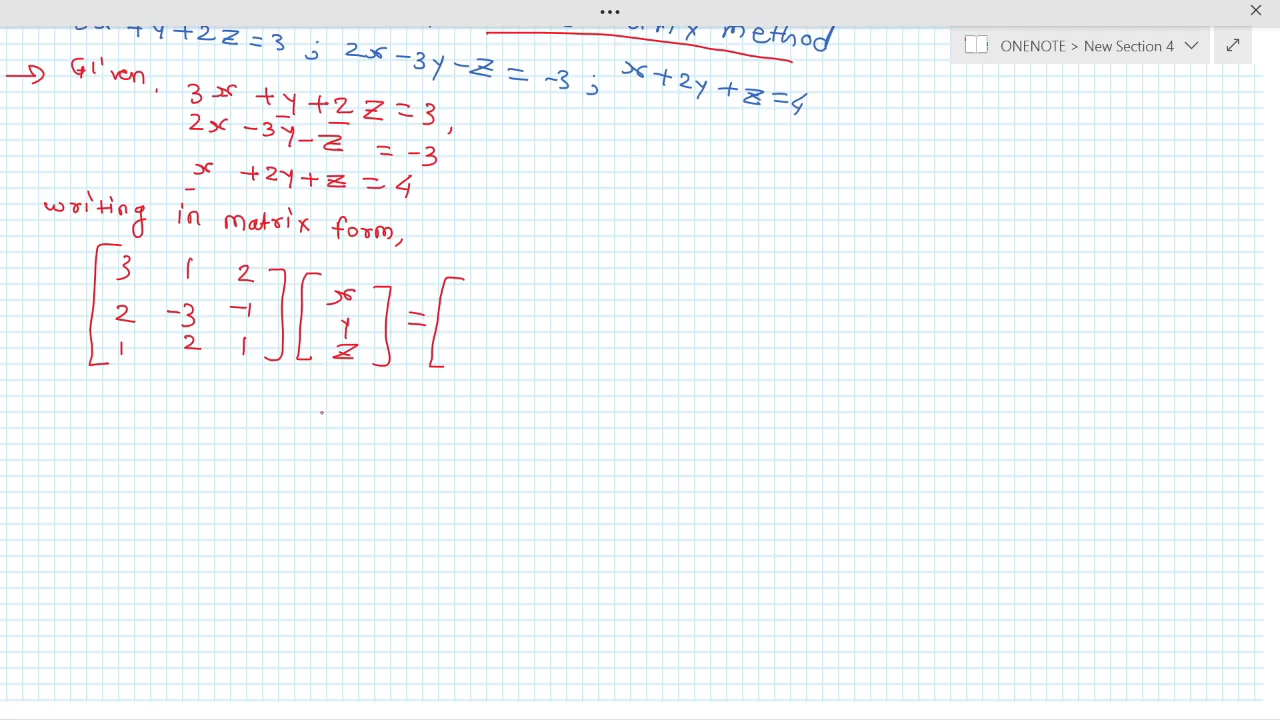 ONENOTE > New Section 4
method
+y+2z=3 ; 2x-3y-z = -3 ; x+2y+z=4
→ Given,
3x + y + 2z = 3,
2x - 3y - z = -3
x + 2y + z = 4
writing in matrix form,
[3 1 2] [x] = [
[2 -3 -1] [y]
[1 2 1] [z]